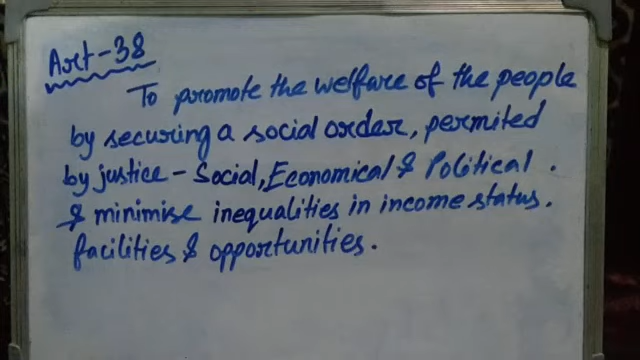 Art-38
To promote the welfare of the people
by securing a social order, permited
by justice - Social, Economical & Political.
& minimise inequalities in income status.
facilities & opportunities.